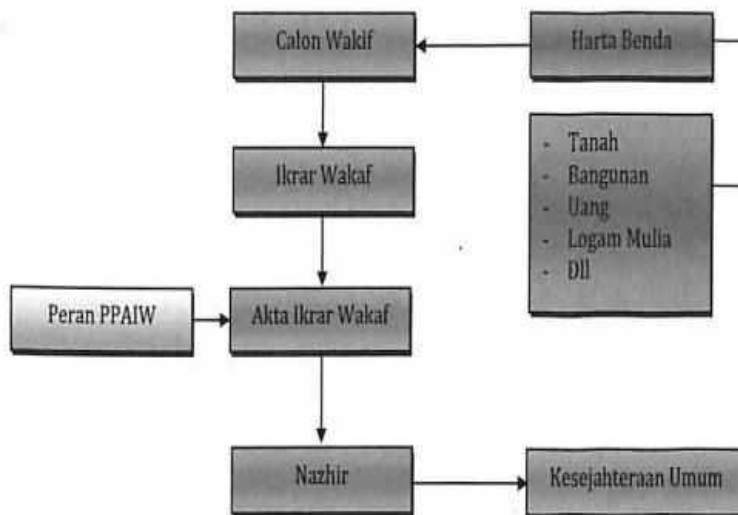 Calon Wakif
Harta Benda
Ikrar Wakaf
- Tanah
- Bangunan
- Uang
- Logam Mulia
- Dll
Peran PPAIW
Akta Ikrar Wakaf
Nazhir
Kesejahteraan Umum